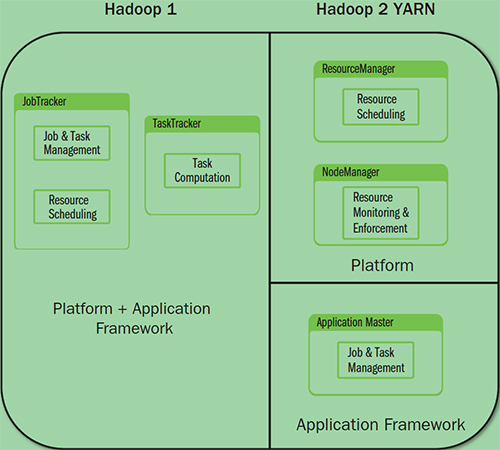 Hadoop 1
Hadoop 2 YARN
JobTracker
Job & Task
Management
Resource
Scheduling
TaskTracker
Task
Computation
Platform + Application
Framework
ResourceManager
Resource
Scheduling
NodeManager
Resource
Monitoring &
Enforcement
Platform
Application Master
Job & Task
Management
Application Framework